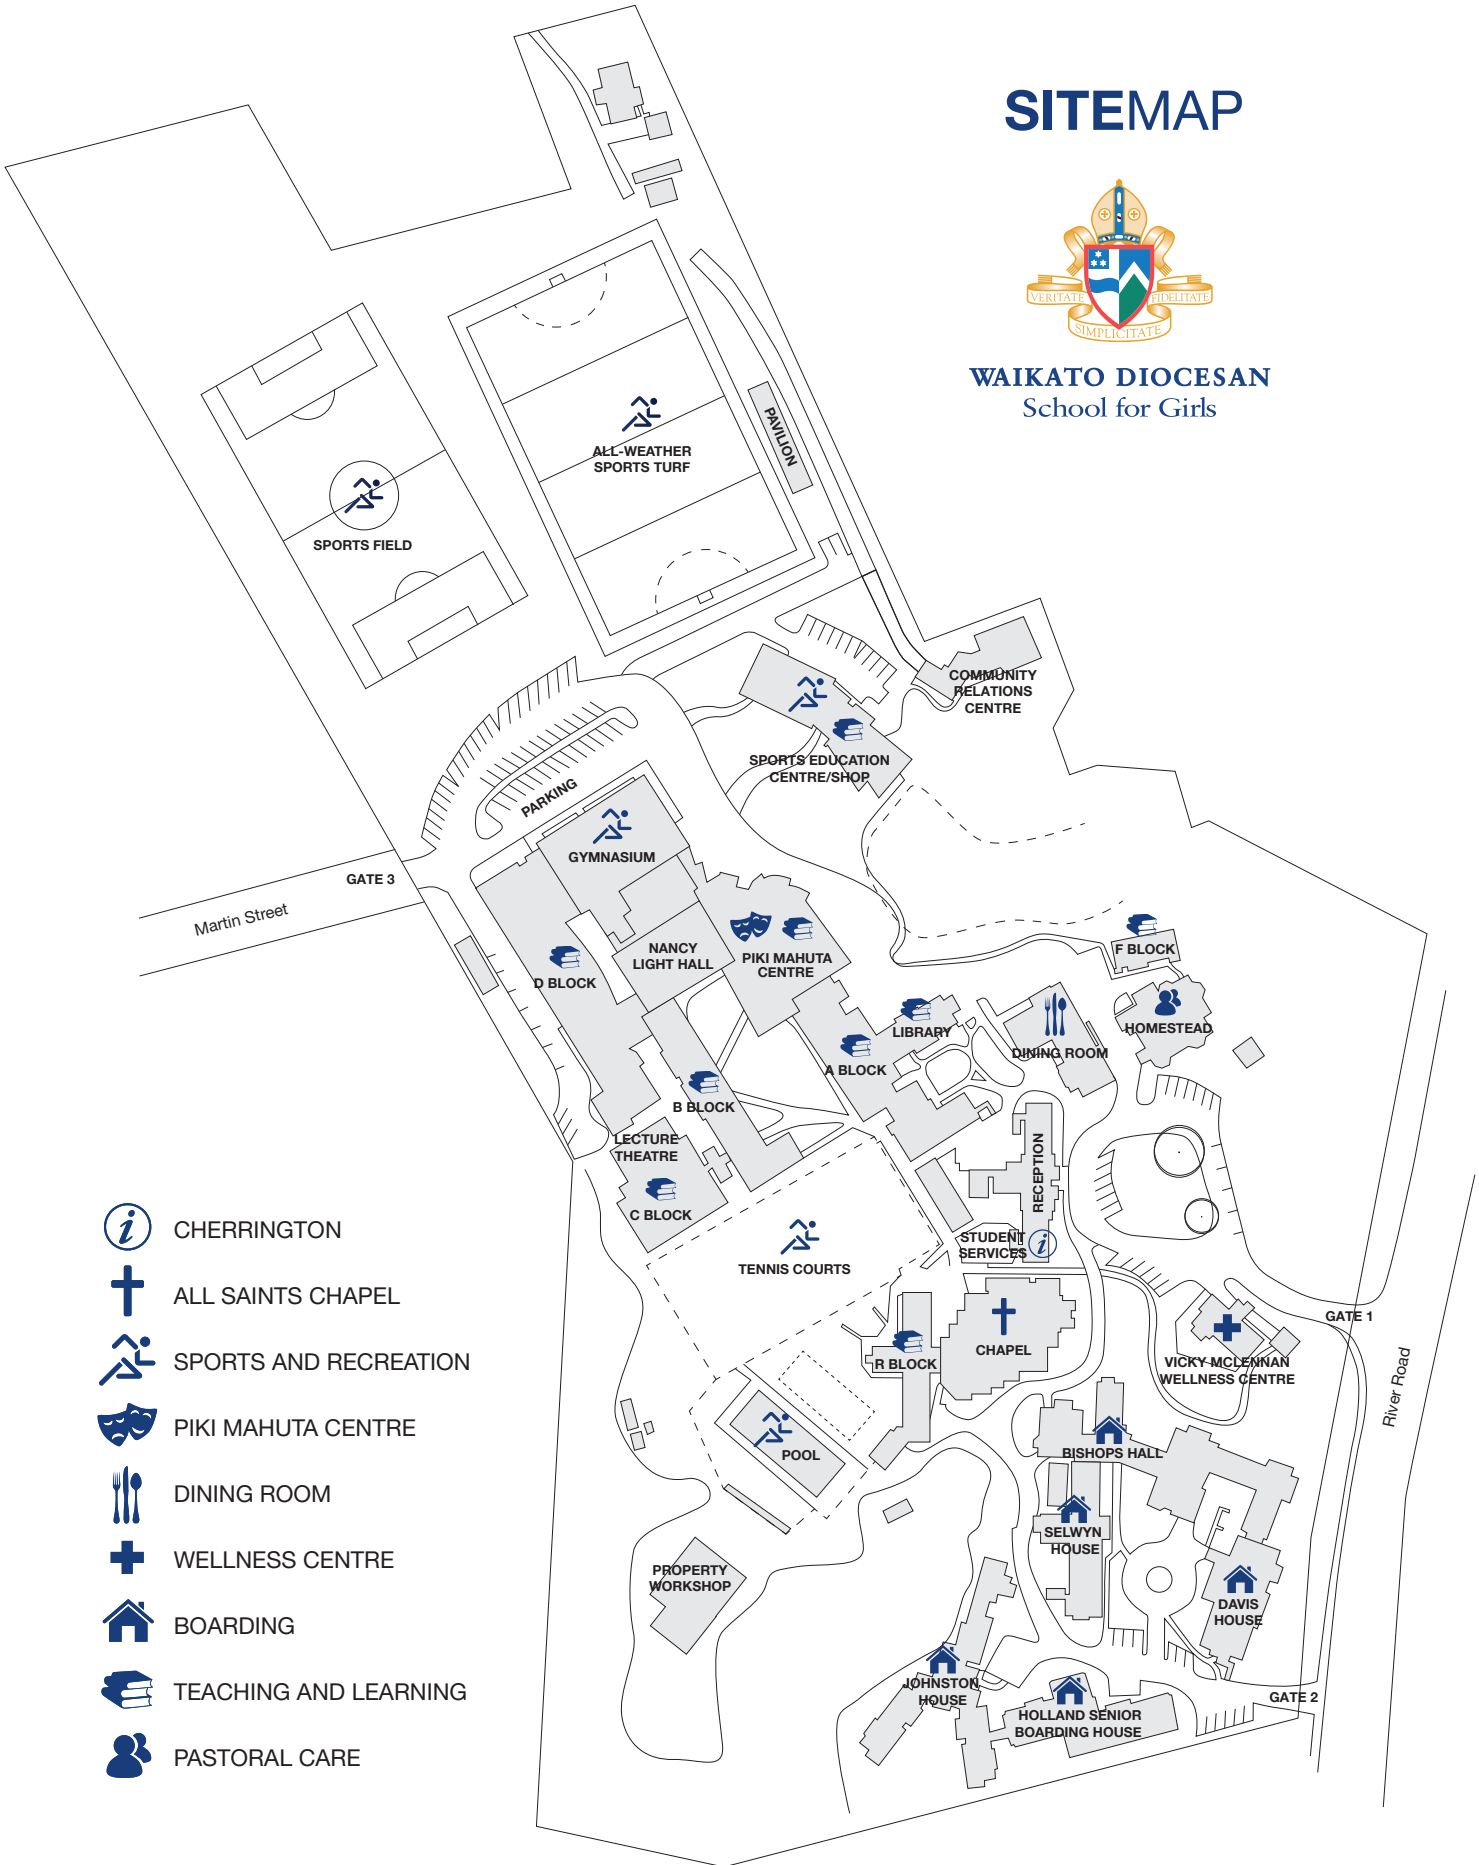 SITEMAP
VERITATE
FIDELITATE
SIMPLICITATE
WAIKATO DIOCESAN
School for Girls
PAVILION
ALL-WEATHER
SPORTS TURF
SPORTS FIELD
COMMUNITY
RELATIONS
CENTRE
SPORTS EDUCATION
CENTRE/SHOP
PARKING
GYMNASIUM
GATE 3
Martin Street
NANCY
LIGHT HALL
PIKI MAHUTA
CENTRE
D BLOCK
F BLOCK
LIBRARY
HOMESTEAD
DINING ROOM
A BLOCK
B BLOCK
LECTURE
THEATRE
RECEPTION
C BLOCK
STUDENT
SERVICES
TENNIS COURTS
GATE 1
CHAPEL
R BLOCK
VICKY MCLENNAN
WELLNESS CENTRE
River Road
BISHOPS HALL
POOL
SELWYN
HOUSE
PROPERTY
WORKSHOP
DAVIS
HOUSE
JOHNSTON
HOUSE
GATE 2
HOLLAND SENIOR
BOARDING HOUSE
CHERRINGTON
ALL SAINTS CHAPEL
SPORTS AND RECREATION
PIKI MAHUTA CENTRE
DINING ROOM
WELLNESS CENTRE
BOARDING
TEACHING AND LEARNING
PASTORAL CARE